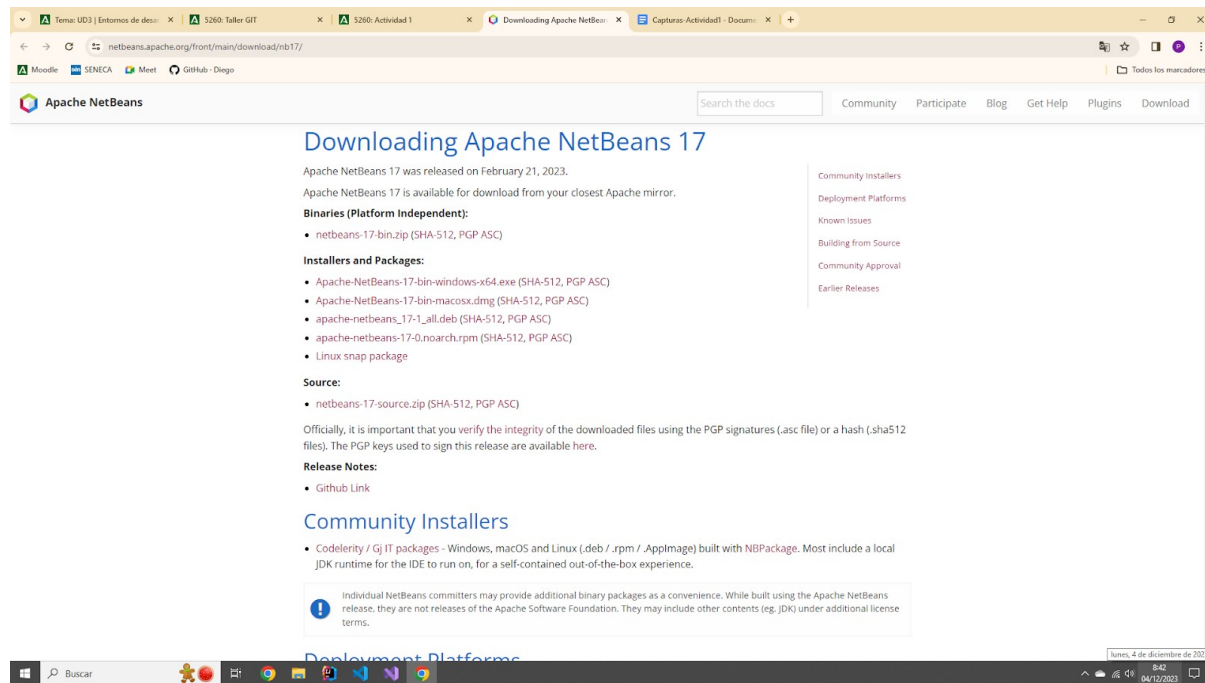 Tema: UD3 | Entornos de desar
5260: Taller GIT
5260: Actividad 1
Downloading Apache NetBean
Capturas-Actividad1 - Docume
netbeans.apache.org/front/main/download/nb17/
P
Moodle
SENECA
Meet
GitHub - Diego
Todos los marcadores
Apache NetBeans
Search the docs
Community
Participate
Blog
Get Help
Plugins
Download
Downloading Apache NetBeans 17
Apache NetBeans 17 was released on February 21, 2023.
Apache NetBeans 17 is available for download from your closest Apache mirror.
Binaries (Platform Independent):
• netbeans-17-bin.zip (SHA-512, PGP ASC)
Installers and Packages:
• Apache-NetBeans-17-bin-windows-x64.exe (SHA-512, PGP ASC)
• Apache-NetBeans-17-bin-macosx.dmg (SHA-512, PGP ASC)
• apache-netbeans_17-1_all.deb (SHA-512, PGP ASC)
• apache-netbeans-17-0.noarch.rpm (SHA-512, PGP ASC)
• Linux snap package
Source:
• netbeans-17-source.zip (SHA-512, PGP ASC)
Officially, it is important that you verify the integrity of the downloaded files using the PGP signatures (.asc file) or a hash (.sha512
files). The PGP keys used to sign this release are available here.
Release Notes:
• Github Link
Community Installers
Deployment Platforms
Known Issues
Building from Source
Community Approval
Earlier Releases
Community Installers
• Codelerity / Gj IT packages - Windows, macOS and Linux (.deb / .rpm / .AppImage) built with NBPackage. Most include a local
JDK runtime for the IDE to run on, for a self-contained out-of-the-box experience.
Individual NetBeans committers may provide additional binary packages as a convenience. While built using the Apache NetBeans
release, they are not releases of the Apache Software Foundation. They may include other contents (eg. JDK) under additional license
terms.
Deployment Platforms
lunes, 4 de diciembre de 202
Buscar
8:42
04/12/2023